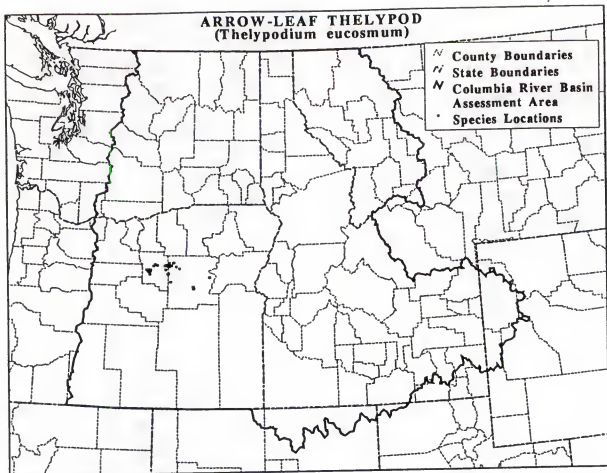 ARROW-LEAF THELYPOD
(Thelypodium eucosmum)
County Boundaries
State Boundaries
Columbia River Basin
Assessment Area
Species Locations